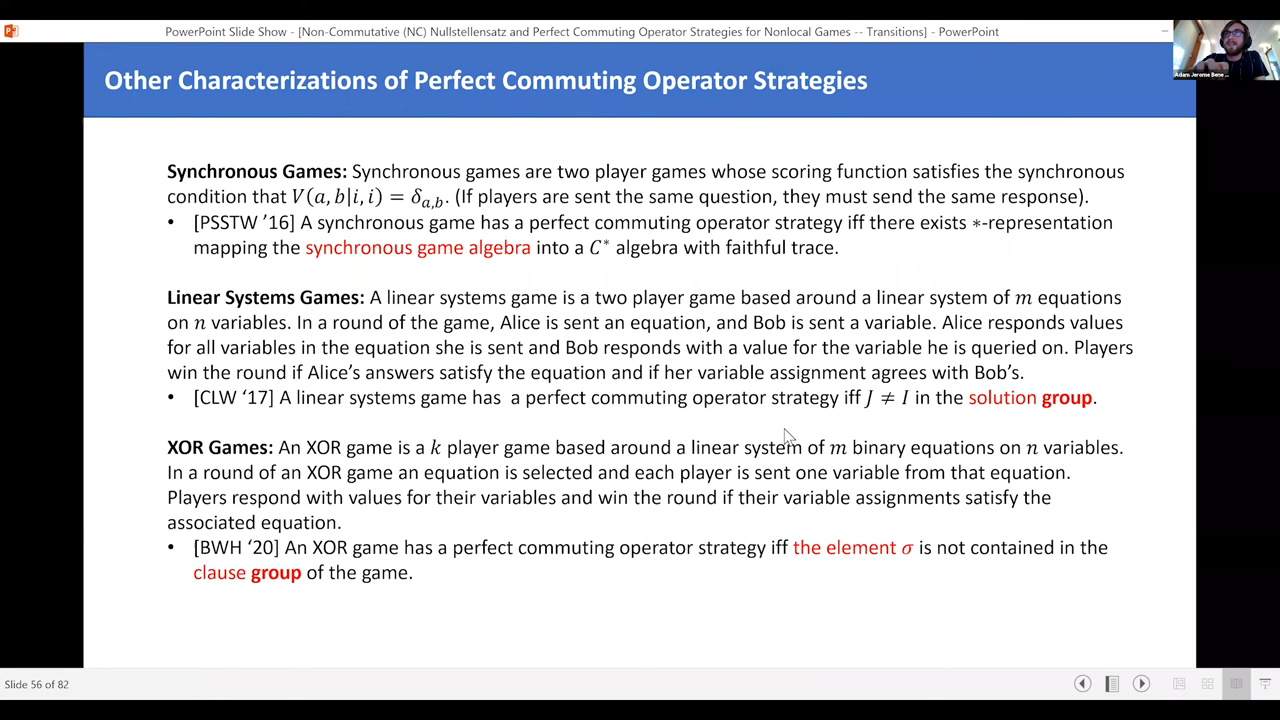 PowerPoint Slide Show - [Non-Commutative (NC) Nullstellensatz and Perfect Commuting Operator Strategies for Nonlocal Games -- Transitions] - PowerPoint
Adam Jerome Bene ...
Other Characterizations of Perfect Commuting Operator Strategies
Synchronous Games: Synchronous games are two player games whose scoring function satisfies the synchronous
condition that V(a, b|i, i) = δ_{a,b}. (If players are sent the same question, they must send the same response).
• [PSSTW '16] A synchronous game has a perfect commuting operator strategy iff there exists ∗-representation
mapping the synchronous game algebra into a C* algebra with faithful trace.
Linear Systems Games: A linear systems game is a two player game based around a linear system of m equations
on n variables. In a round of the game, Alice is sent an equation, and Bob is sent a variable. Alice responds values
for all variables in the equation she is sent and Bob responds with a value for the variable he is queried on. Players
win the round if Alice's answers satisfy the equation and if her variable assignment agrees with Bob's.
• [CLW '17] A linear systems game has a perfect commuting operator strategy iff J ≠ I in the solution group.
XOR Games: An XOR game is a k player game based around a linear system of m binary equations on n variables.
In a round of an XOR game an equation is selected and each player is sent one variable from that equation.
Players respond with values for their variables and win the round if their variable assignments satisfy the
associated equation.
• [BWH '20] An XOR game has a perfect commuting operator strategy iff the element σ is not contained in the
clause group of the game.
Slide 56 of 82